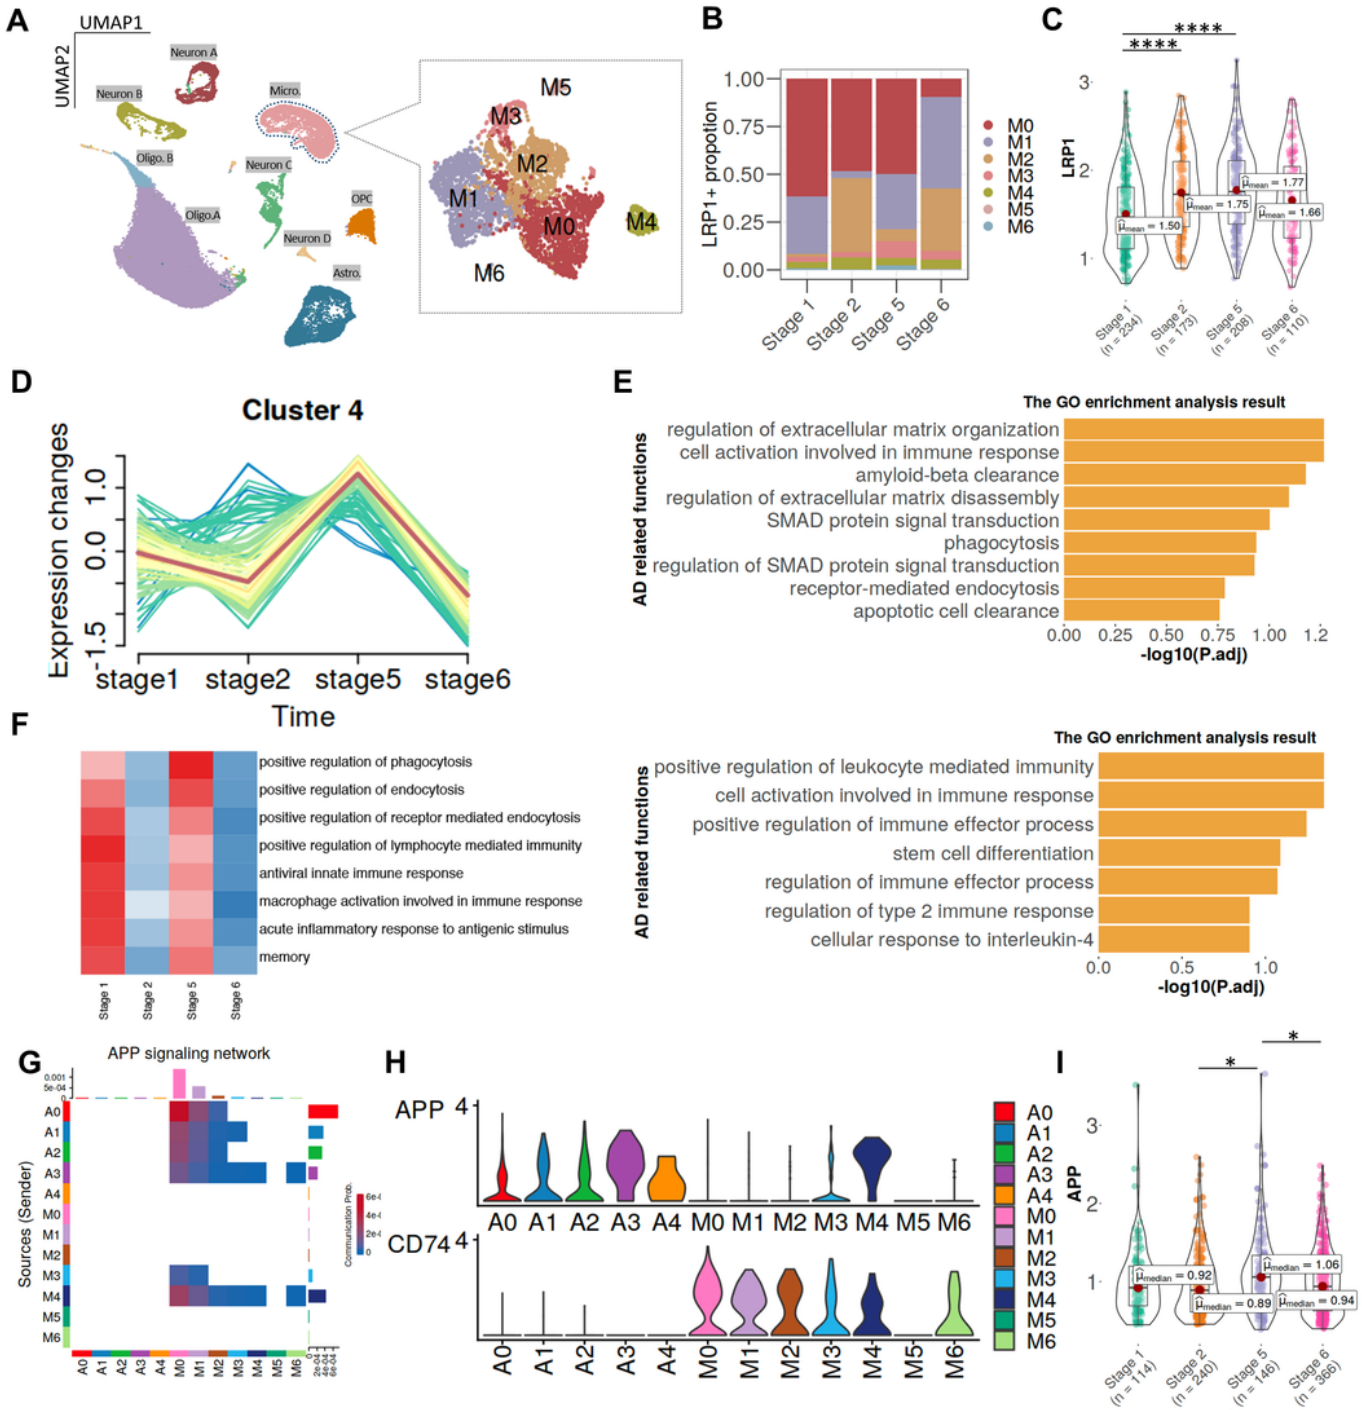 A
UMAP1
UMAP2
Neuron A
Neuron B
Micro.
Oligo. B
Neuron C
Oligo.A
OPC
Neuron D
Astro.
M5
M3
M2
M1
M0
M4
M6
B
LRP1+ propotion
1.00
0.75
0.50
0.25
0.00
Stage 1
Stage 2
Stage 5
Stage 6
M0
M1
M2
M3
M4
M5
M6
C
****
****
LRP1
3
2
1
μ̂mean = 1.50
μ̂mean = 1.75
μ̂mean = 1.77
μ̂mean = 1.66
Stage 1
(n = 234)
Stage 2
(n = 173)
Stage 5
(n = 208)
Stage 6
(n = 110)
D
Cluster 4
Expression changes
1.0
0.0
-1.5
stage1
stage2
stage5
stage6
Time
E
The GO enrichment analysis result
AD related functions
regulation of extracellular matrix organization
cell activation involved in immune response
amyloid-beta clearance
regulation of extracellular matrix disassembly
SMAD protein signal transduction
phagocytosis
regulation of SMAD protein signal transduction
receptor-mediated endocytosis
apoptotic cell clearance
0.00 0.25 0.50 0.75 1.00 1.2
-log10(P.adj)
The GO enrichment analysis result
AD related functions
positive regulation of leukocyte mediated immunity
cell activation involved in immune response
positive regulation of immune effector process
stem cell differentiation
regulation of immune effector process
regulation of type 2 immune response
cellular response to interleukin-4
0.0 0.5 1.0
-log10(P.adj)
F
positive regulation of phagocytosis
positive regulation of endocytosis
positive regulation of receptor mediated endocytosis
positive regulation of lymphocyte mediated immunity
antiviral innate immune response
macrophage activation involved in immune response
acute inflammatory response to antigenic stimulus
memory
Stage 1
Stage 2
Stage 5
Stage 6
G
APP signaling network
0.001
5e-04
0
Sources (Sender)
A0
A1
A2
A3
A4
M0
M1
M2
M3
M4
M5
M6
A0 A1 A2 A3 A4 M0 M1 M2 M3 M4 M5 M6
0
2e-04
4e-04
6e-04
Communication Prob.
6e-
4e-
2e-
0
H
APP 4
A0 A1 A2 A3 A4 M0 M1 M2 M3 M4 M5 M6
CD74 4
A0 A1 A2 A3 A4 M0 M1 M2 M3 M4 M5 M6
A0
A1
A2
A3
A4
M0
M1
M2
M3
M4
M5
M6
I
*
*
APP
3
2
1
μ̂median = 0.92
μ̂median = 0.89
μ̂median = 1.06
μ̂median = 0.94
Stage 1
(n = 114)
Stage 2
(n = 240)
Stage 5
(n = 146)
Stage 6
(n = 366)